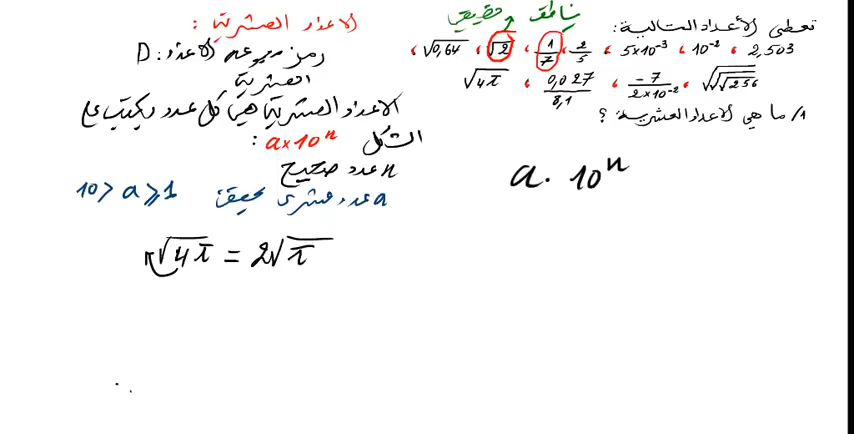 تعطى الأعداد التالية:
2,503 ، 10⁻² ، 5×10⁻³ ، 2/5 ، 1/7 ، √2 ، √0,64 ،
√√√256 ، -7/(2×10⁻²) ، 0,027/8,1 ، √4π
1/ ما هي الأعداد العشرية ؟
ناطق و حقيقي
الأعداد العشرية :
رمز مجموعة الأعداد : D
العشرية
الأعداد العشرية هي كل عدد يكتب على
الشكل a×10ⁿ :
n عدد صحيح
a عدد عشري يحقق 10 > a ⩾ 1
a . 10ⁿ
√4π = 2√π